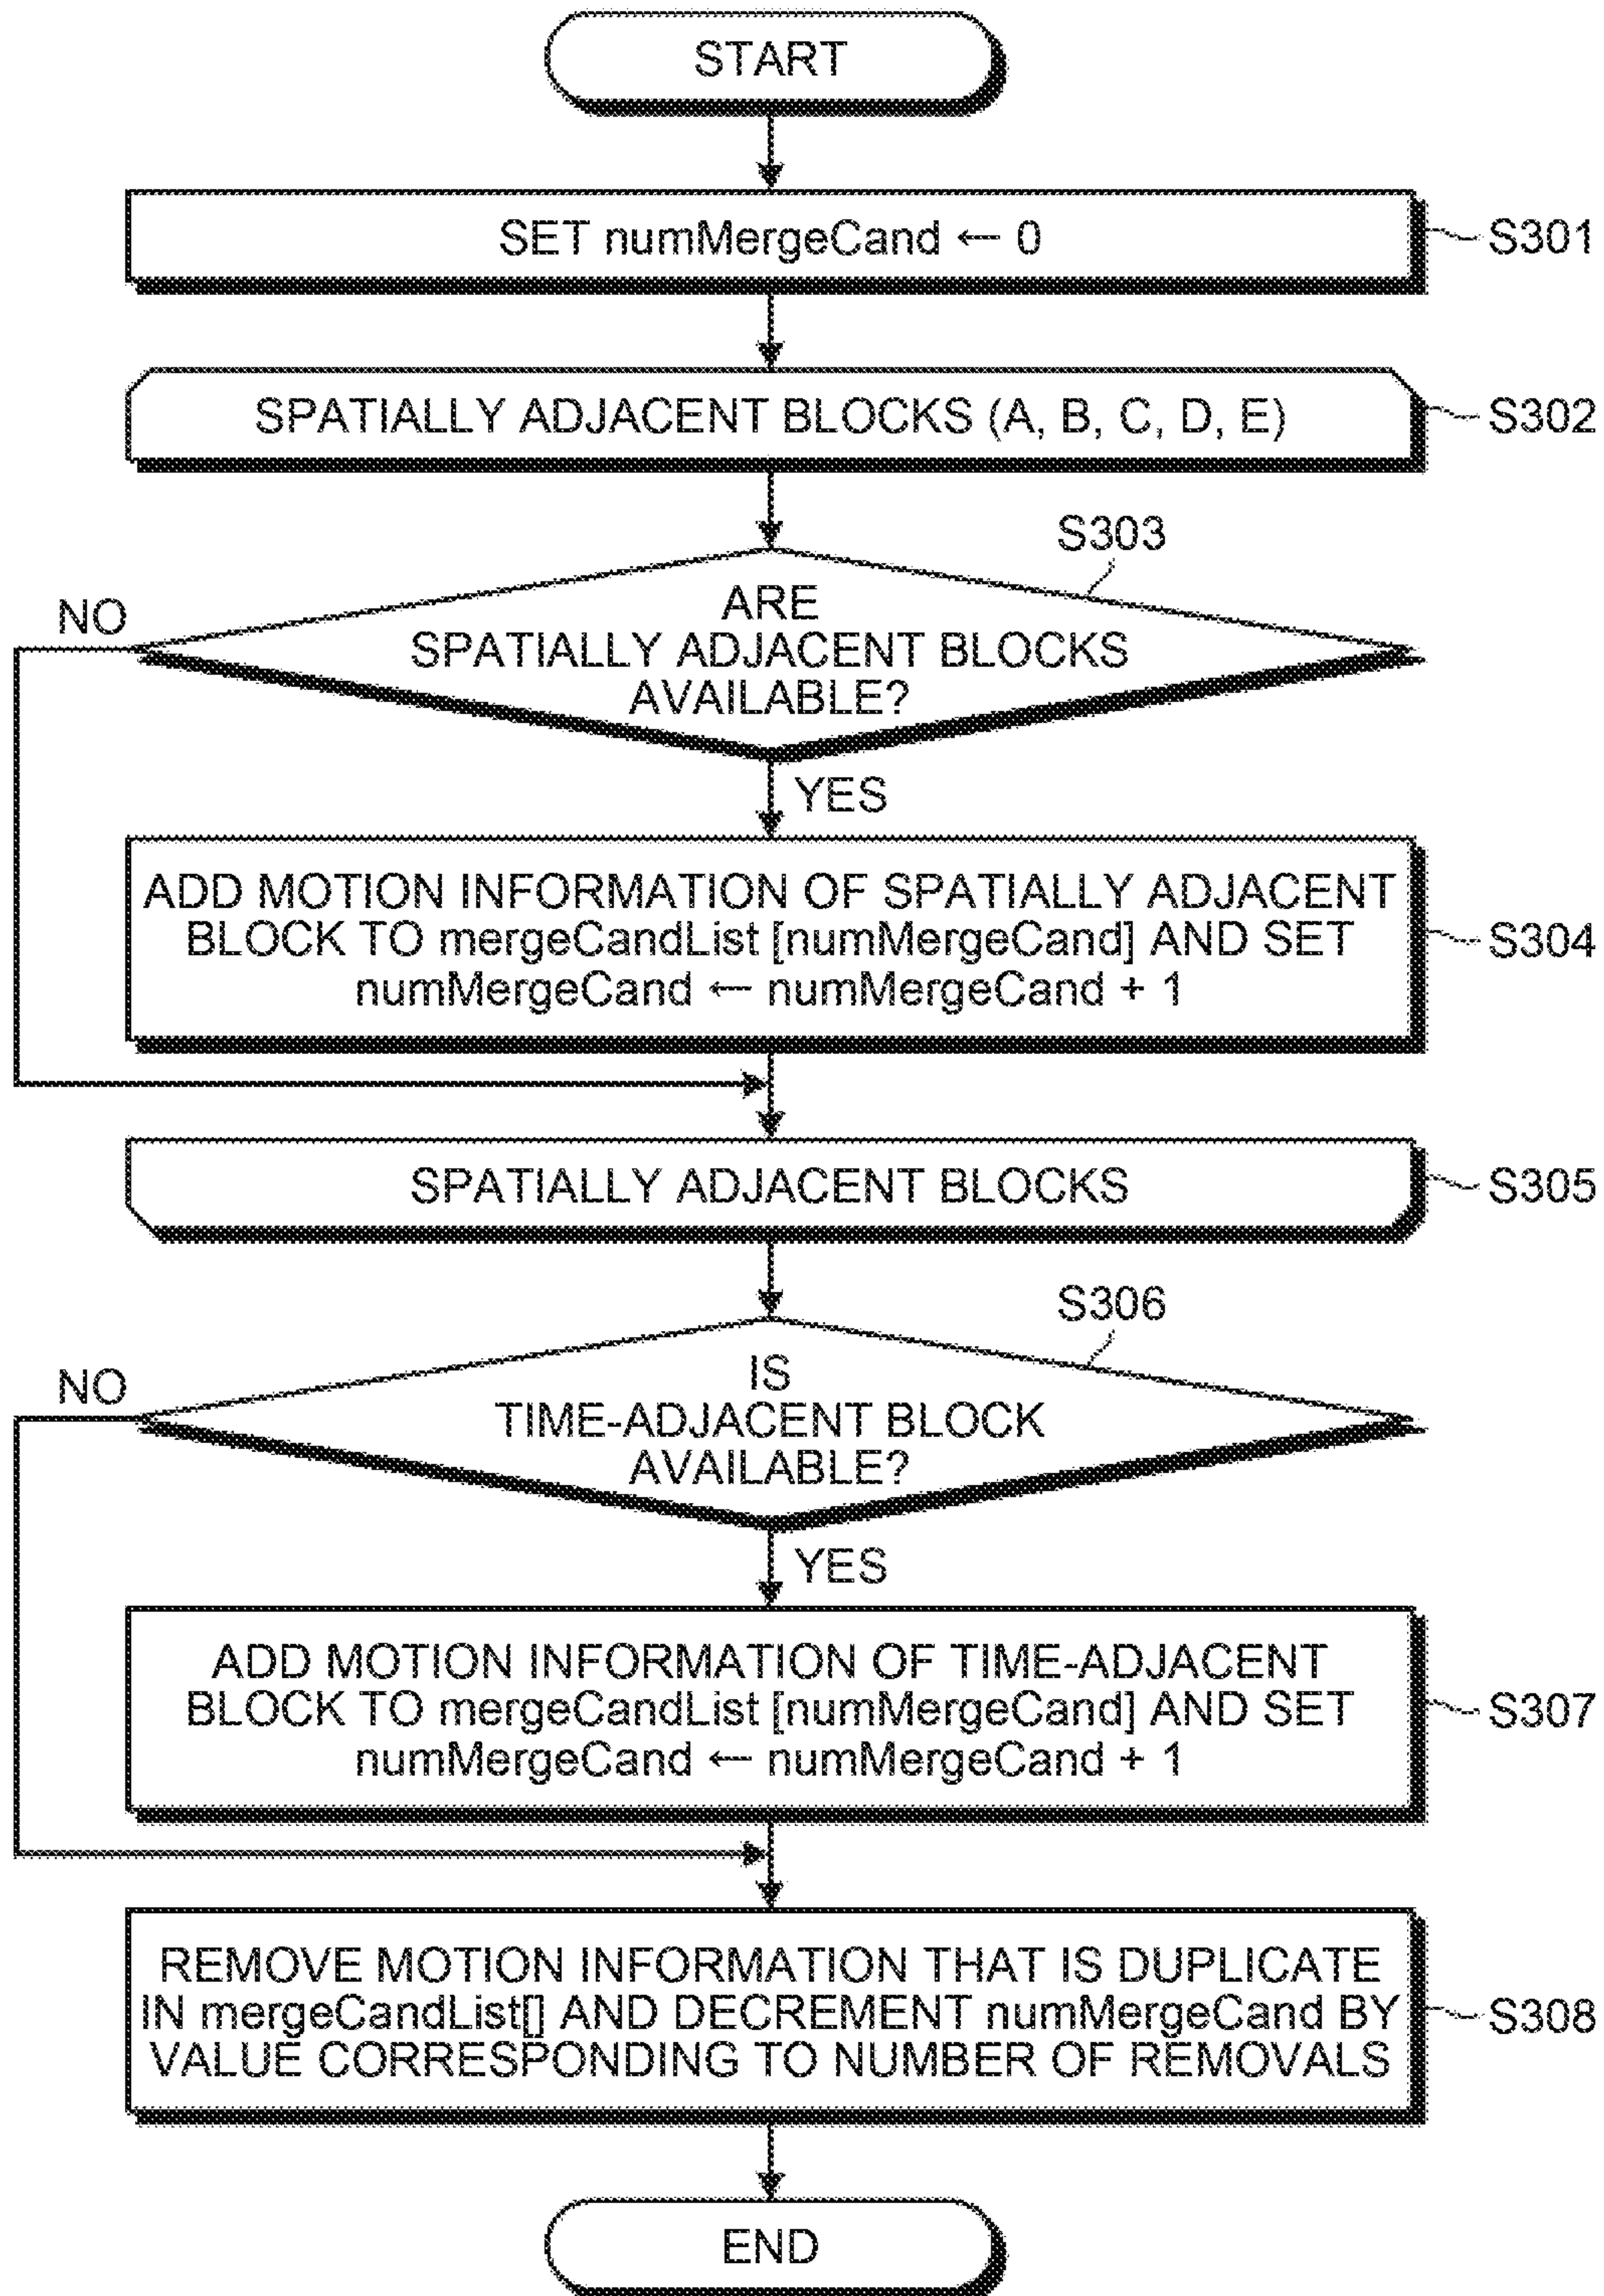 START
SET numMergeCand ← 0
S301
SPATIALLY ADJACENT BLOCKS (A, B, C, D, E)
S302
S303
NO
ARE
SPATIALLY ADJACENT BLOCKS
AVAILABLE?
YES
ADD MOTION INFORMATION OF SPATIALLY ADJACENT
BLOCK TO mergeCandList [numMergeCand] AND SET
numMergeCand ← numMergeCand + 1
S304
SPATIALLY ADJACENT BLOCKS
S305
S306
NO
IS
TIME-ADJACENT BLOCK
AVAILABLE?
YES
ADD MOTION INFORMATION OF TIME-ADJACENT
BLOCK TO mergeCandList [numMergeCand] AND SET
numMergeCand ← numMergeCand + 1
S307
REMOVE MOTION INFORMATION THAT IS DUPLICATE
IN mergeCandList[] AND DECREMENT numMergeCand BY
VALUE CORRESPONDING TO NUMBER OF REMOVALS
S308
END